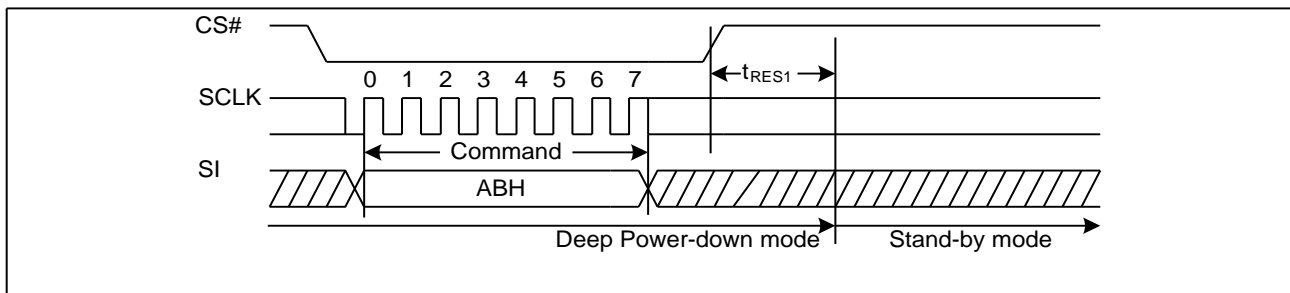 CS#
tRES1
0 1 2 3 4 5 6 7
SCLK
Command
SI
ABH
Deep Power-down mode Stand-by mode